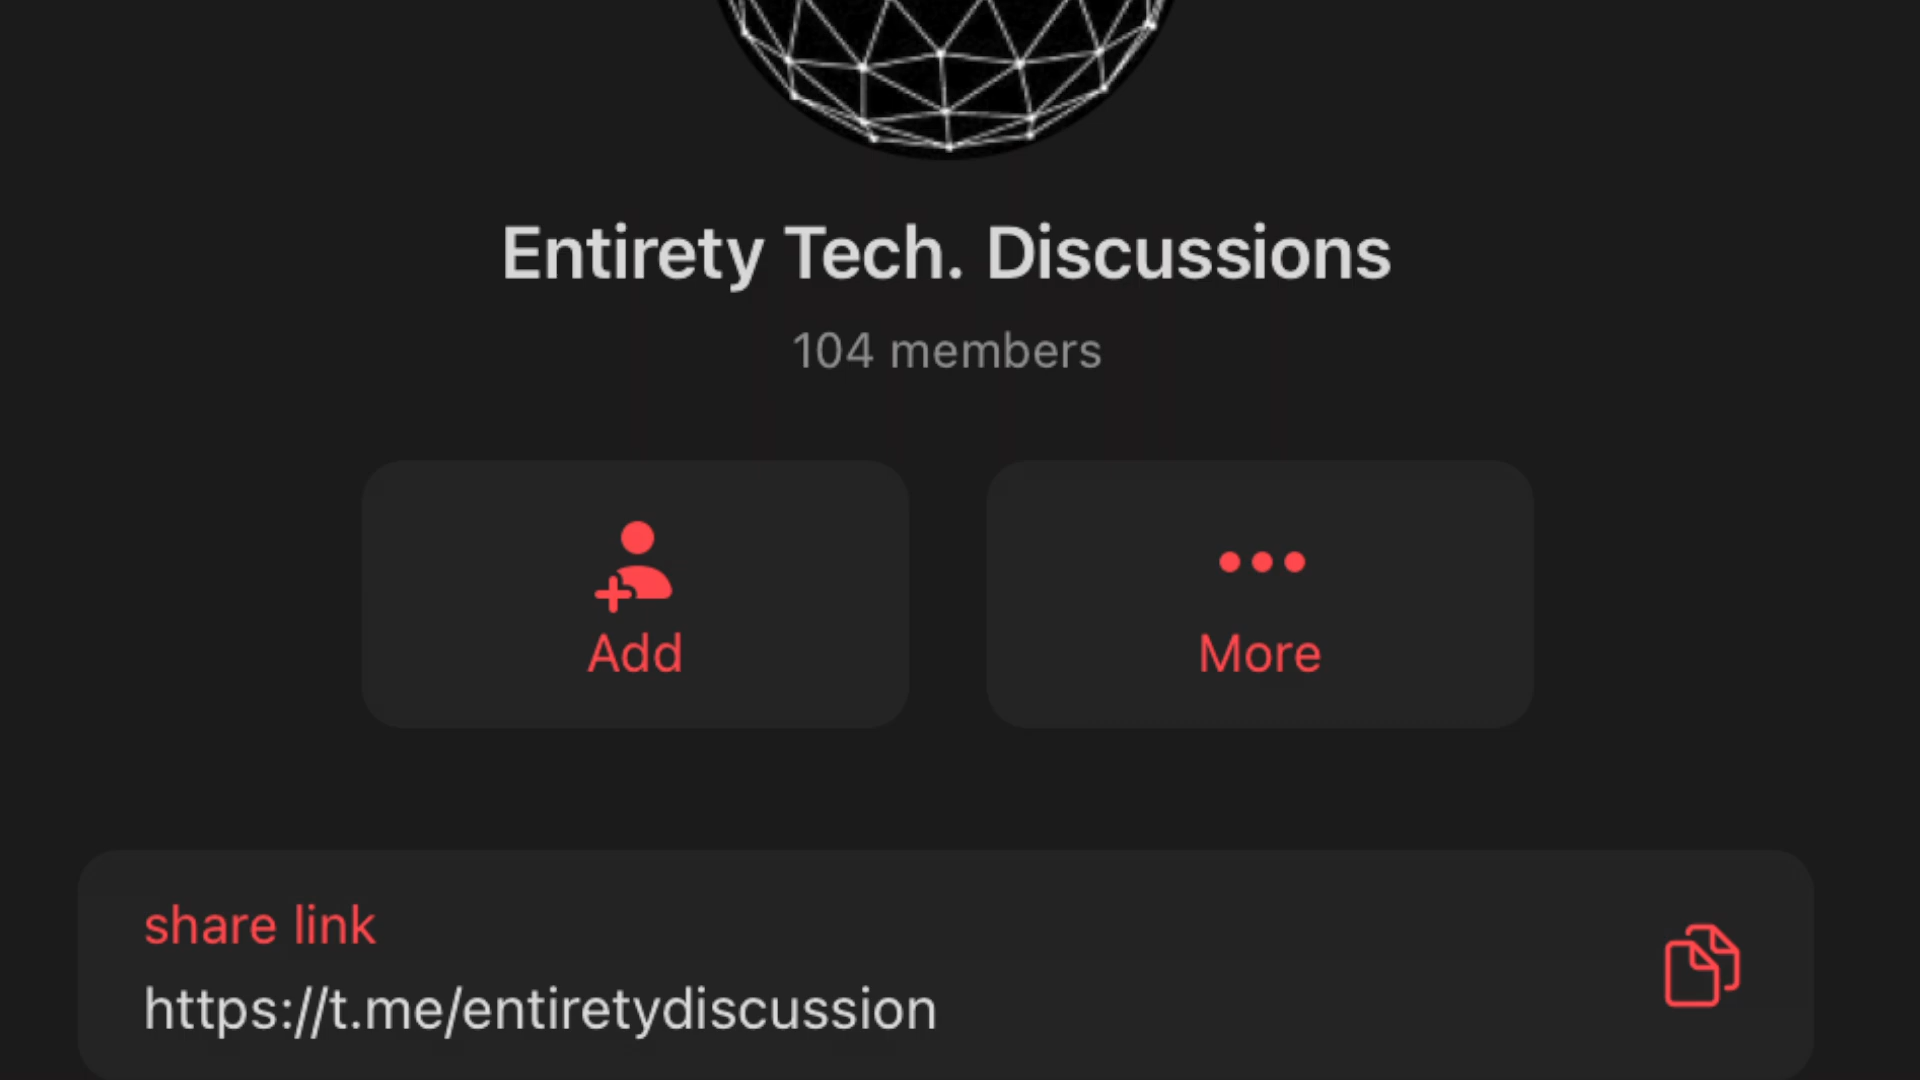 Entirety Tech. Discussions
104 members
Add
More
share link
https://t.me/entiretydiscussion